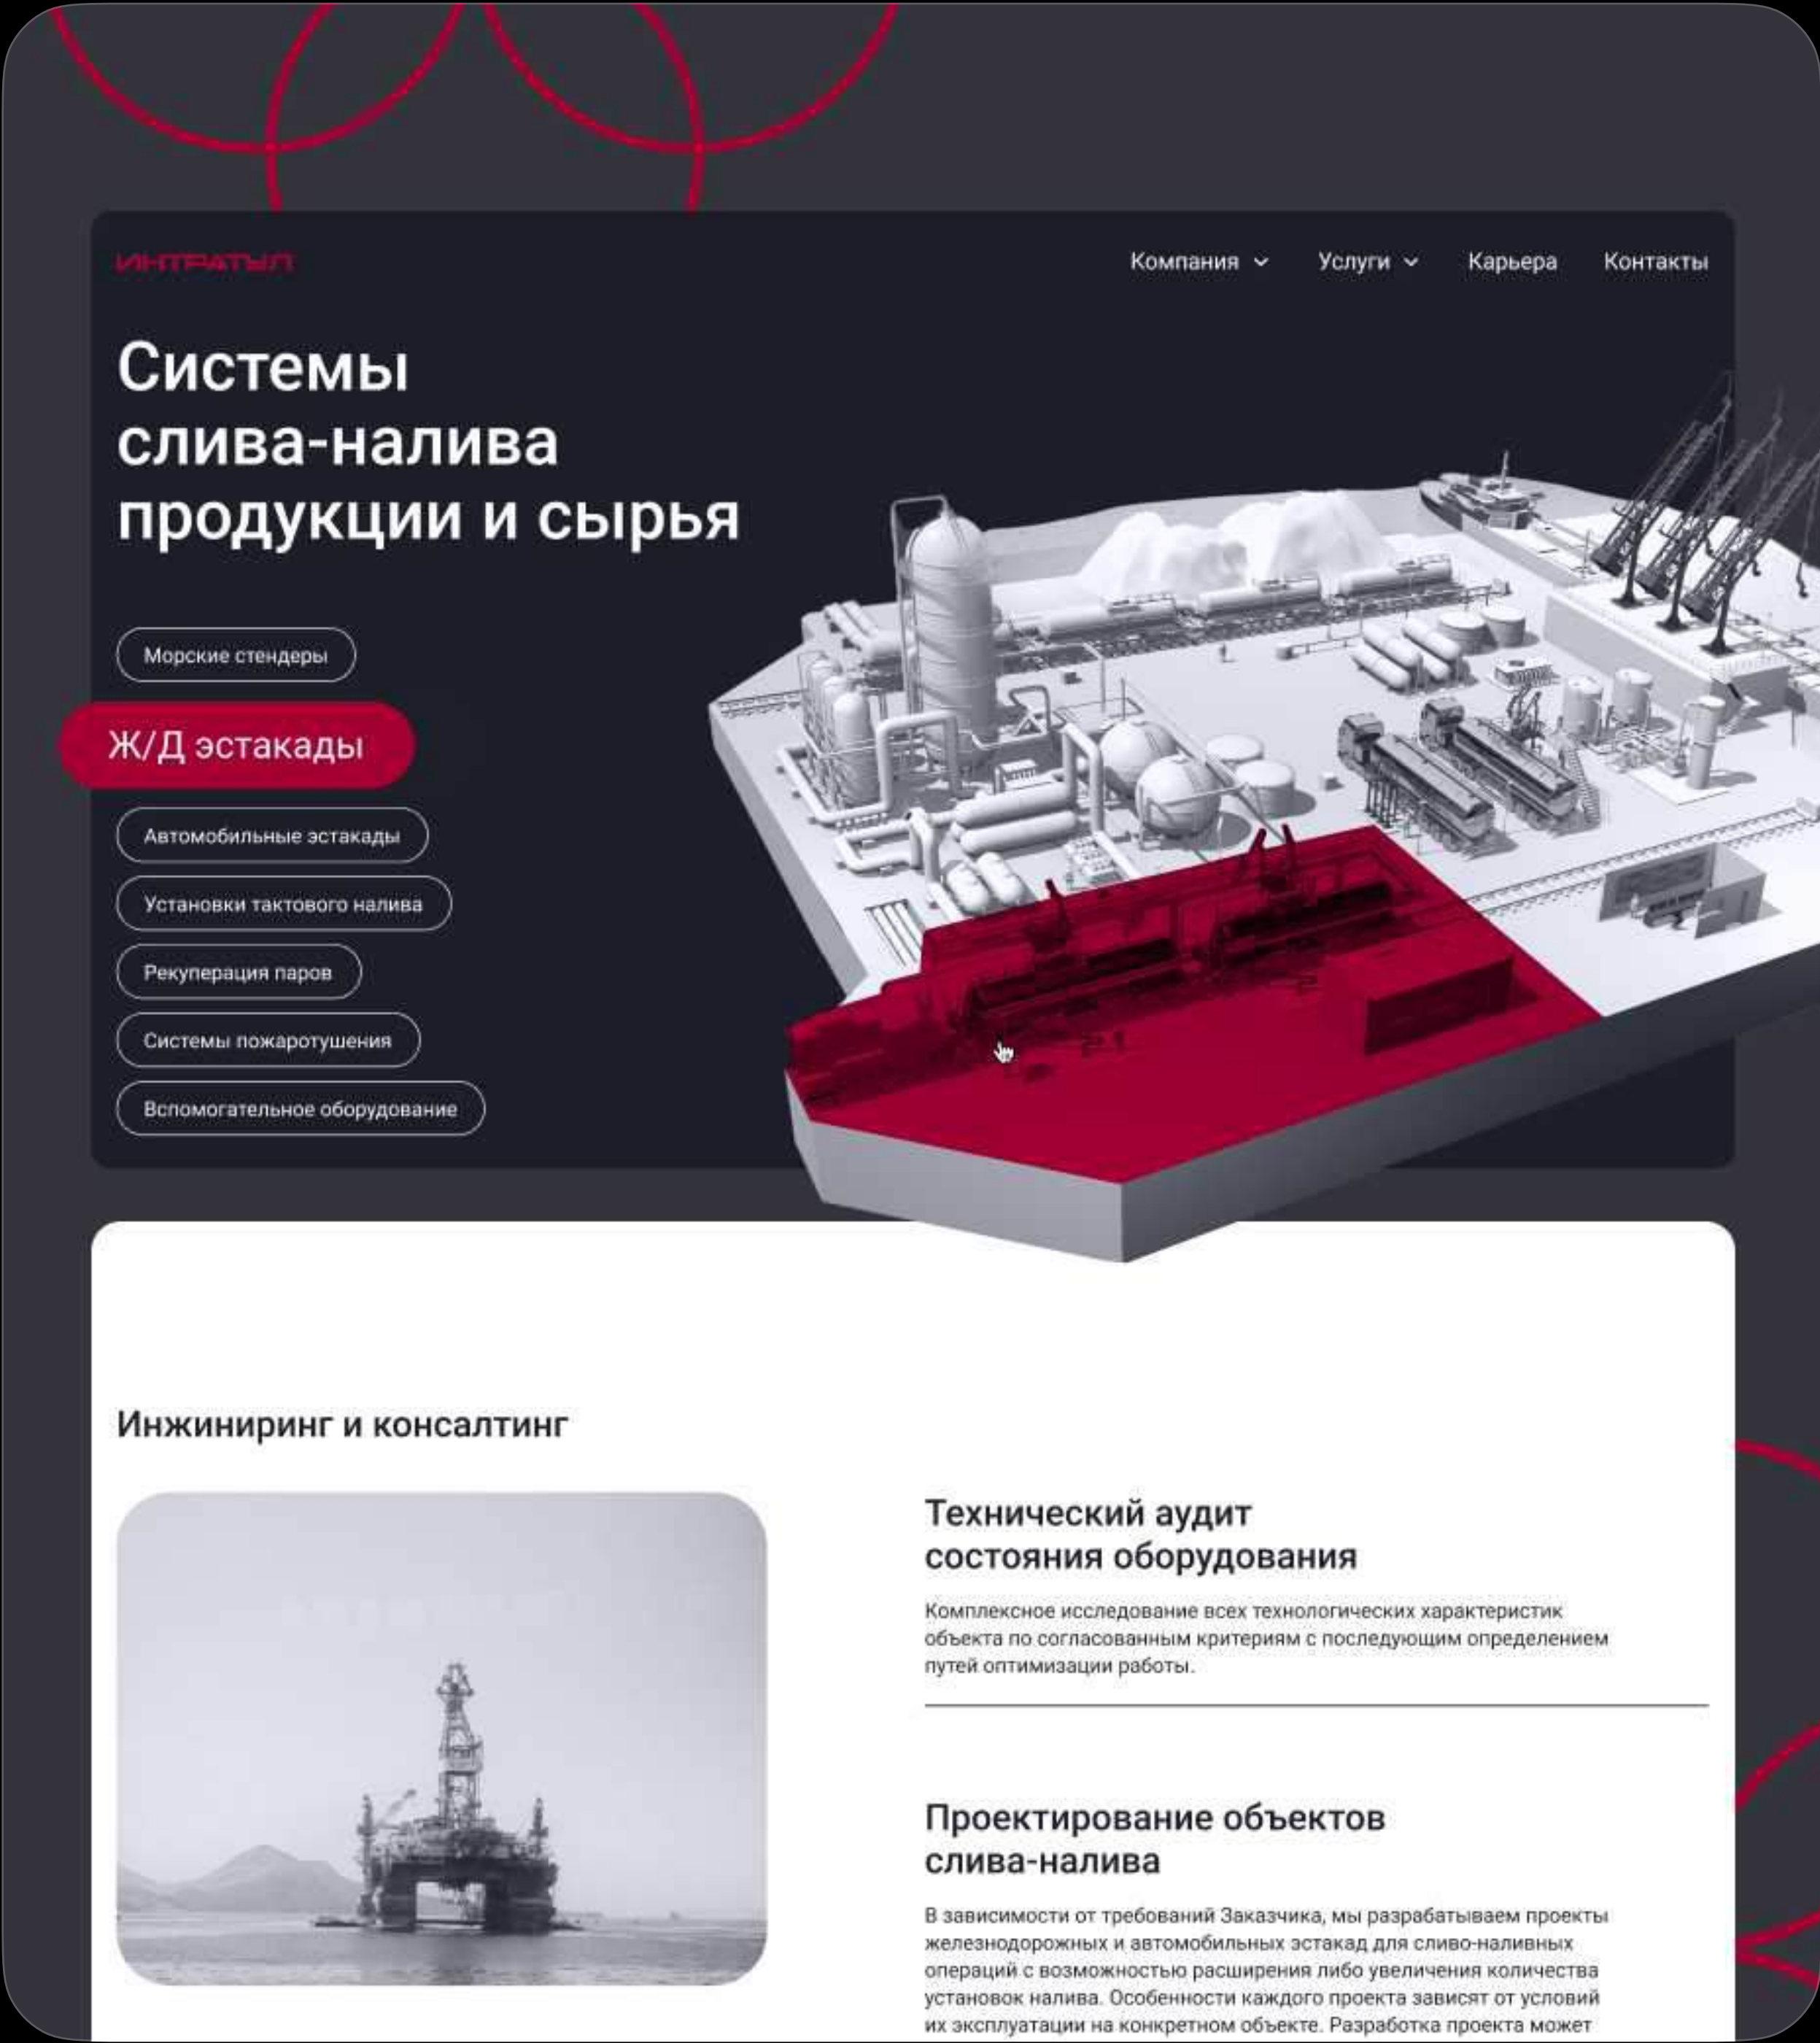 ИНТРАТУЛ
Компания
Услуги
Карьера
Контакты
Системы
слива-налива
продукции и сырья
Морские стендеры
Ж/Д эстакады
Автомобильные эстакады
Установки тактового налива
Рекуперация паров
Системы пожаротушения
Вспомогательное оборудование
Инжиниринг и консалтинг
Технический аудит
состояния оборудования
Комплексное исследование всех технологических характеристик
объекта по согласованным критериям с последующим определением
путей оптимизации работы.
Проектирование объектов
слива-налива
В зависимости от требований Заказчика, мы разрабатываем проекты
железнодорожных и автомобильных эстакад для сливо-наливных
операций с возможностью расширения либо увеличения количества
установок налива. Особенности каждого проекта зависят от условий
их эксплуатации на конкретном объекте. Разработка проекта может